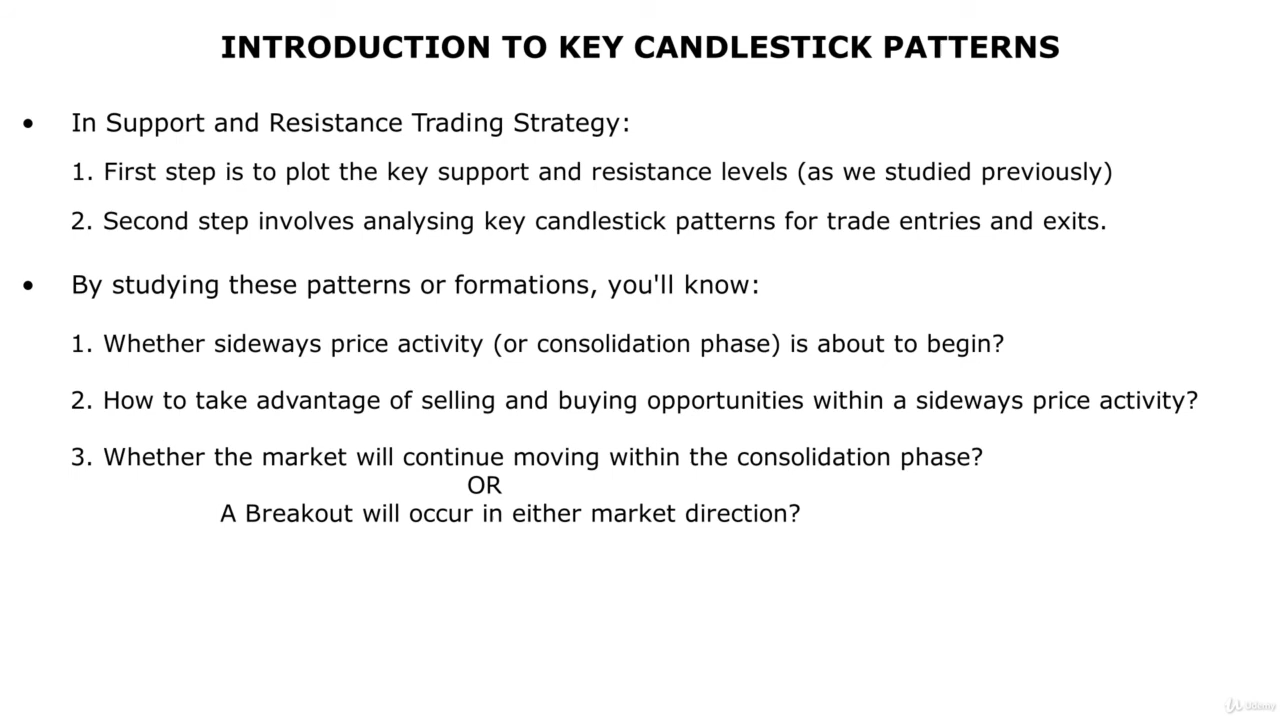 INTRODUCTION TO KEY CANDLESTICK PATTERNS
• In Support and Resistance Trading Strategy:
1. First step is to plot the key support and resistance levels (as we studied previously)
2. Second step involves analysing key candlestick patterns for trade entries and exits.
• By studying these patterns or formations, you'll know:
1. Whether sideways price activity (or consolidation phase) is about to begin?
2. How to take advantage of selling and buying opportunities within a sideways price activity?
3. Whether the market will continue moving within the consolidation phase?
OR
A Breakout will occur in either market direction?
Udemy